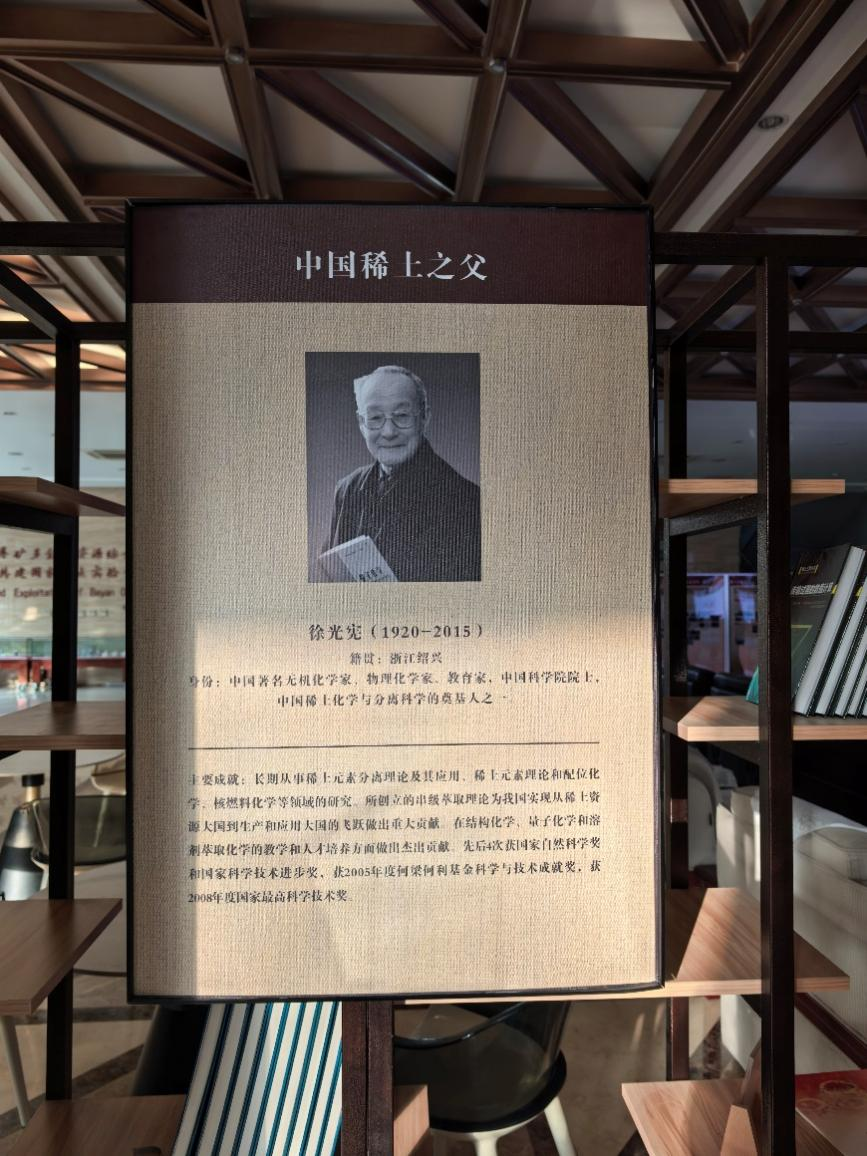 中国稀土之父
徐光宪（1920-2015）
籍贯：浙江绍兴
身份：中国著名无机化学家、物理化学家、教育家，中国科学院院士，
中国稀土化学与分离科学的奠基人之一
主要成就：长期从事稀土元素分离理论及其应用、稀土元素理论和配位化
学、核燃料化学等领域的研究。所创立的串级萃取理论为我国实现从稀土资
源大国到生产和应用大国的飞跃做出重大贡献。在结构化学、量子化学和溶
剂萃取化学的教学和人才培养方面做出杰出贡献。先后4次获国家自然科学奖
和国家科学技术进步奖，获2005年度何梁何利基金科学与技术成就奖，获
2008年度国家最高科学技术奖。